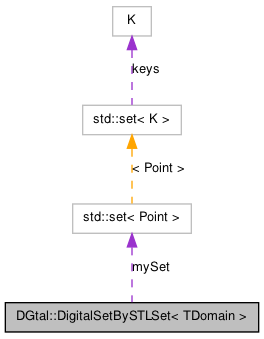 K
keys
std::set< K >
< Point >
std::set< Point >
mySet
DGtal::DigitalSetBySTLSet< TDomain >